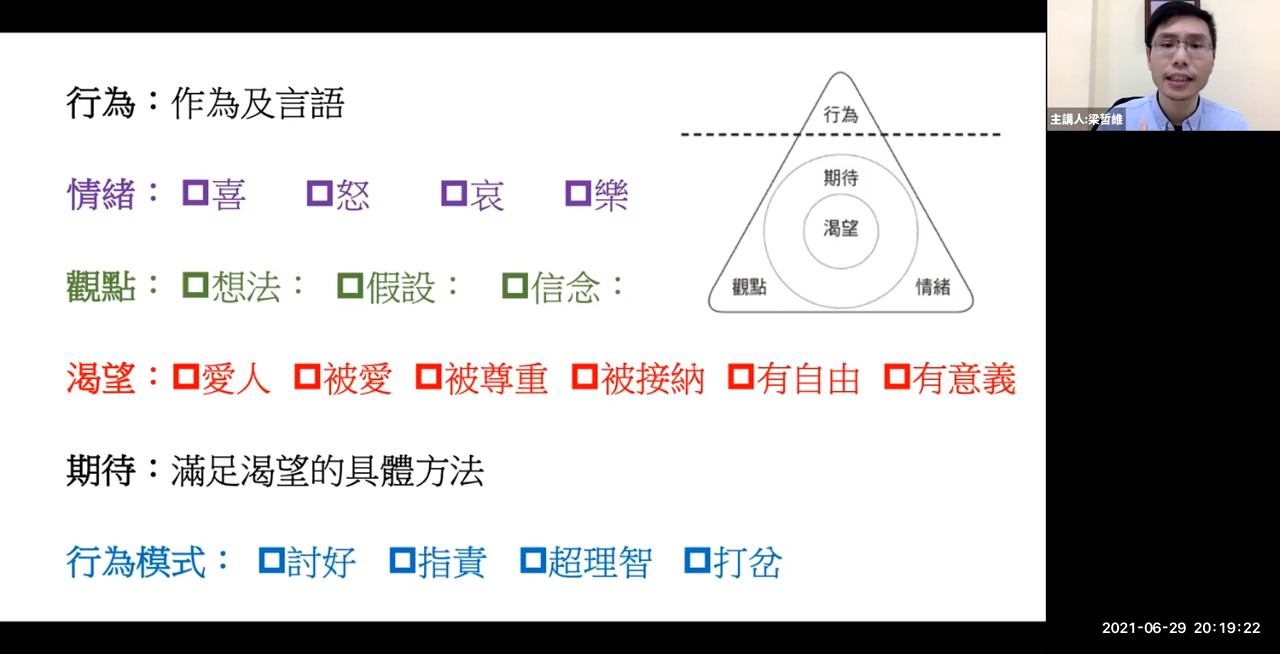 行為：作為及言語
情緒： 喜 怒 哀 樂
觀點： 想法： 假設： 信念：
渴望： 愛人 被愛 被尊重 被接納 有自由 有意義
期待：滿足渴望的具體方法
行為模式： 討好 指責 超理智 打岔
行為
期待
渴望
觀點 情緒
主講人:梁哲維
2021-06-29 20:19:22